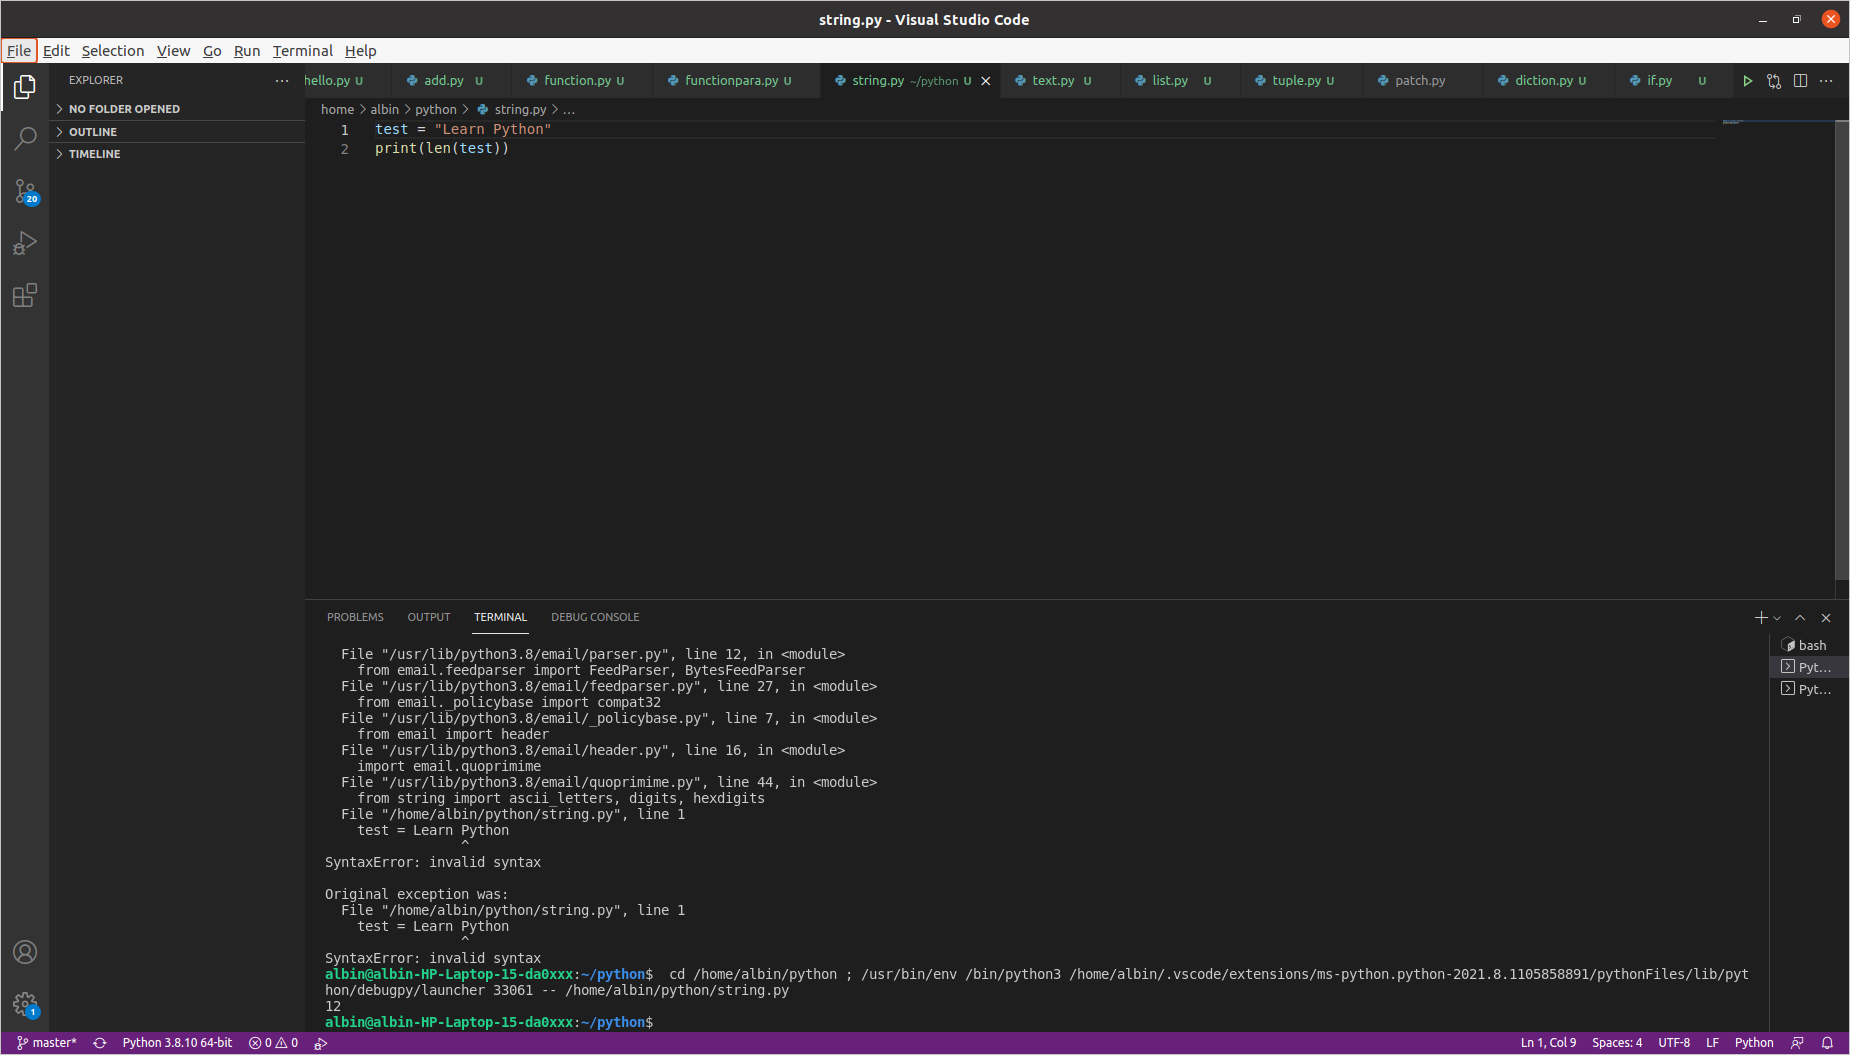 string.py - Visual Studio Code
File Edit Selection View Go Run Terminal Help
EXPLORER
NO FOLDER OPENED
OUTLINE
TIMELINE
20
1
hello.py U add.py U function.py U functionpara.py U string.py ~/python U text.py U list.py U tuple.py U patch.py diction.py U if.py U
home > albin > python > string.py > ...
1 test = "Learn Python"
2 print(len(test))
PROBLEMS OUTPUT TERMINAL DEBUG CONSOLE
bash
Pyt...
Pyt...
File "/usr/lib/python3.8/email/parser.py", line 12, in <module>
from email.feedparser import FeedParser, BytesFeedParser
File "/usr/lib/python3.8/email/feedparser.py", line 27, in <module>
from email._policybase import compat32
File "/usr/lib/python3.8/email/_policybase.py", line 7, in <module>
from email import header
File "/usr/lib/python3.8/email/header.py", line 16, in <module>
import email.quoprimime
File "/usr/lib/python3.8/email/quoprimime.py", line 44, in <module>
from string import ascii_letters, digits, hexdigits
File "/home/albin/python/string.py", line 1
test = Learn Python
^
SyntaxError: invalid syntax
Original exception was:
File "/home/albin/python/string.py", line 1
test = Learn Python
^
SyntaxError: invalid syntax
albin@albin-HP-Laptop-15-da0xxx:~/python$ cd /home/albin/python ; /usr/bin/env /bin/python3 /home/albin/.vscode/extensions/ms-python.python-2021.8.1105858891/pythonFiles/lib/pyt
hon/debugpy/launcher 33061 -- /home/albin/python/string.py
12
albin@albin-HP-Laptop-15-da0xxx:~/python$
master* Python 3.8.10 64-bit 0 0 Ln 1, Col 9 Spaces: 4 UTF-8 LF Python